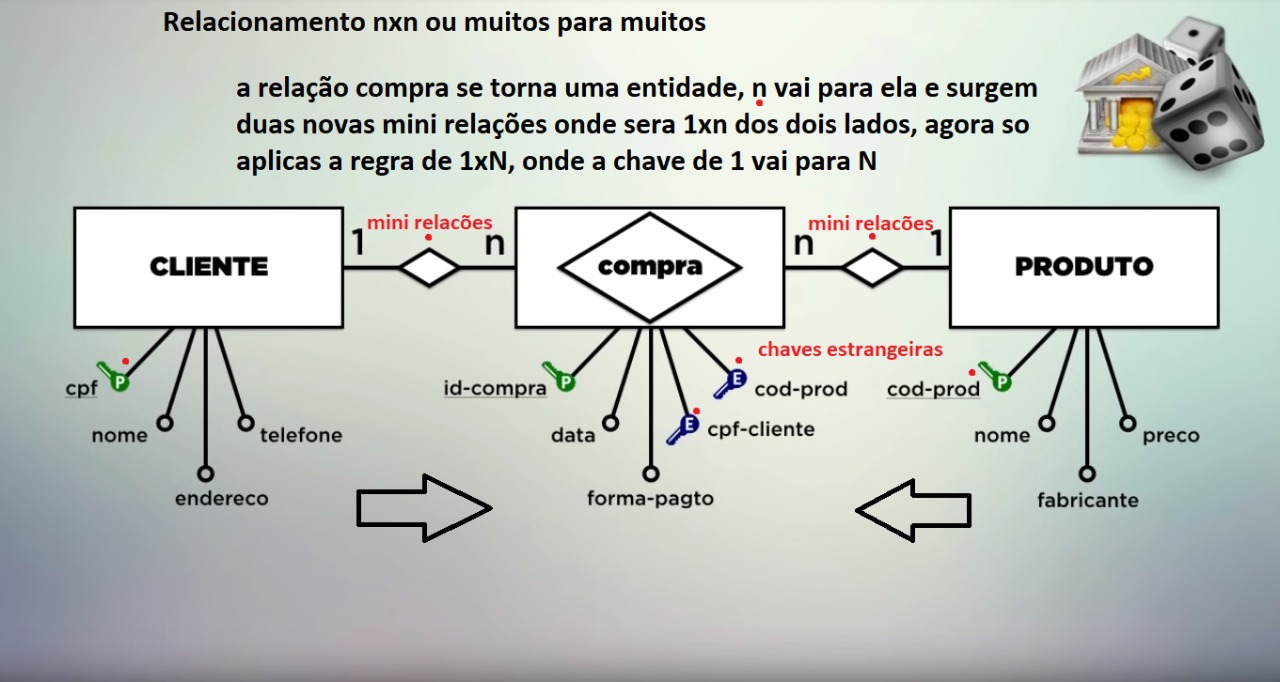 Relacionamento nxn ou muitos para muitos
a relação compra se torna uma entidade, n vai para ela e surgem
duas novas mini relações onde sera 1xn dos dois lados, agora so
aplicas a regra de 1xN, onde a chave de 1 vai para N
CLIENTE
1
mini relacões
n
compra
n
mini relacões
1
PRODUTO
P
cpf
nome
endereco
telefone
P
id-compra
data
forma-pagto
E
cpf-cliente
E
cod-prod
chaves estrangeiras
P
cod-prod
nome
fabricante
preco